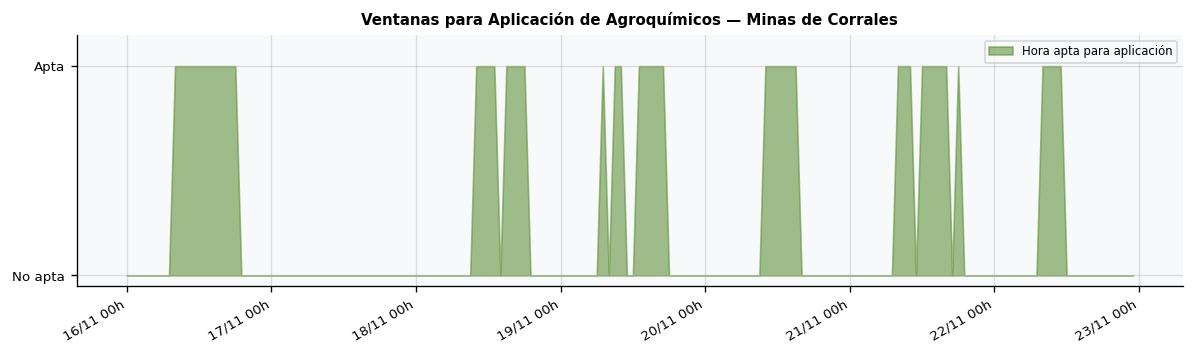 Ventanas para Aplicación de Agroquímicos — Minas de Corrales
Hora apta para aplicación
Apta
No apta
16/11 00h
17/11 00h
18/11 00h
19/11 00h
20/11 00h
21/11 00h
22/11 00h
23/11 00h